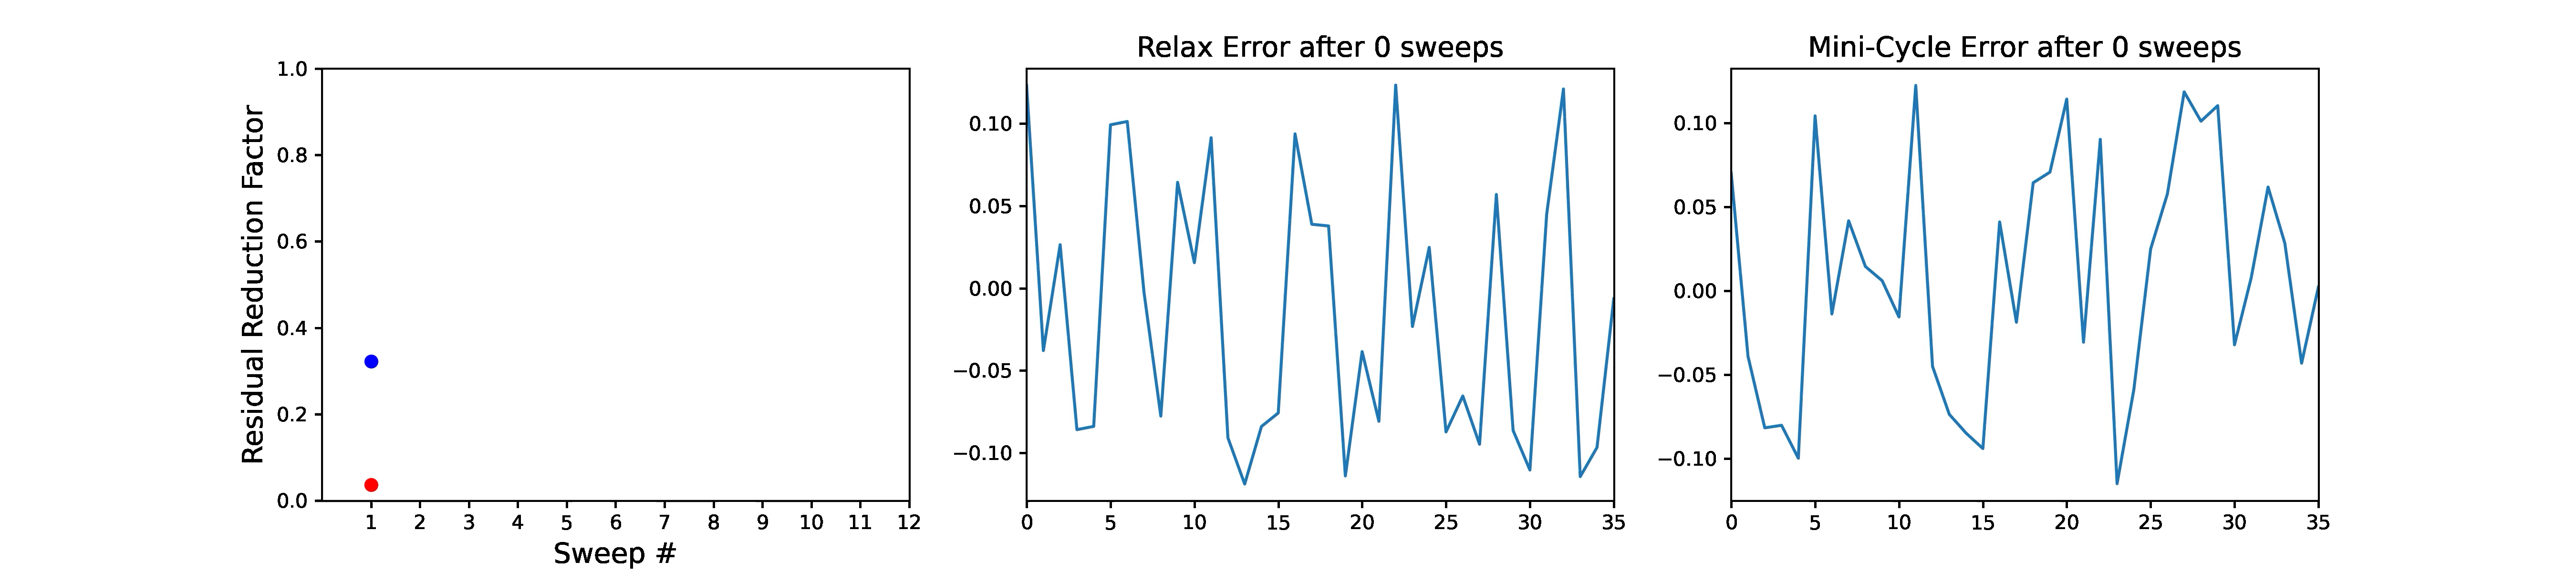 Relax Error after 0 sweeps
Mini-Cycle Error after 0 sweeps
Residual Reduction Factor
1.0
0.8
0.6
0.4
0.2
0.0
1 2 3 4 5 6 7 8 9 10 11 12
Sweep #
0.10
0.05
0.00
−0.05
−0.10
0 5 10 15 20 25 30 35
0.10
0.05
0.00
−0.05
−0.10
0 5 10 15 20 25 30 35